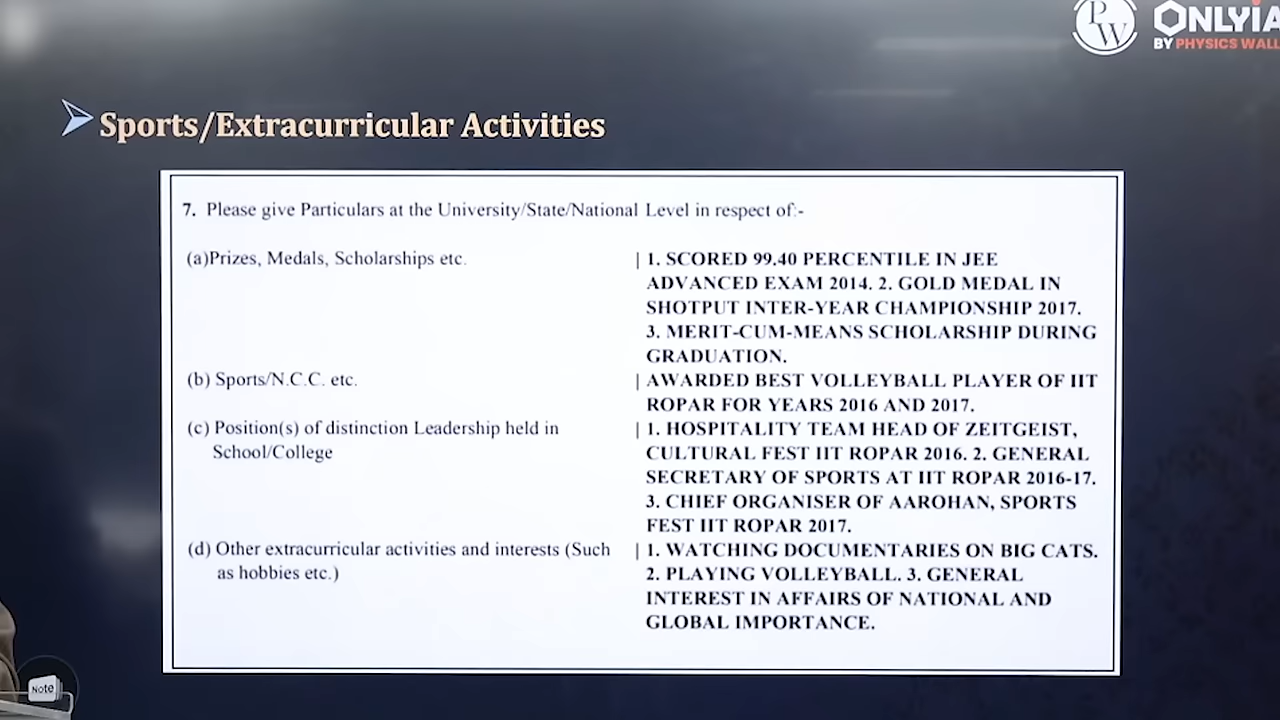 PW ONLYIA
BY PHYSICS WALL
Sports/Extracurricular Activities
7. Please give Particulars at the University/State/National Level in respect of:-
(a)Prizes, Medals, Scholarships etc. | 1. SCORED 99.40 PERCENTILE IN JEE
ADVANCED EXAM 2014. 2. GOLD MEDAL IN
SHOTPUT INTER-YEAR CHAMPIONSHIP 2017.
3. MERIT-CUM-MEANS SCHOLARSHIP DURING
GRADUATION.
(b) Sports/N.C.C. etc. | AWARDED BEST VOLLEYBALL PLAYER OF IIT
ROPAR FOR YEARS 2016 AND 2017.
(c) Position(s) of distinction Leadership held in | 1. HOSPITALITY TEAM HEAD OF ZEITGEIST,
School/College CULTURAL FEST IIT ROPAR 2016. 2. GENERAL
SECRETARY OF SPORTS AT IIT ROPAR 2016-17.
3. CHIEF ORGANISER OF AAROHAN, SPORTS
FEST IIT ROPAR 2017.
(d) Other extracurricular activities and interests (Such | 1. WATCHING DOCUMENTARIES ON BIG CATS.
as hobbies etc.) 2. PLAYING VOLLEYBALL. 3. GENERAL
INTEREST IN AFFAIRS OF NATIONAL AND
GLOBAL IMPORTANCE.
Note